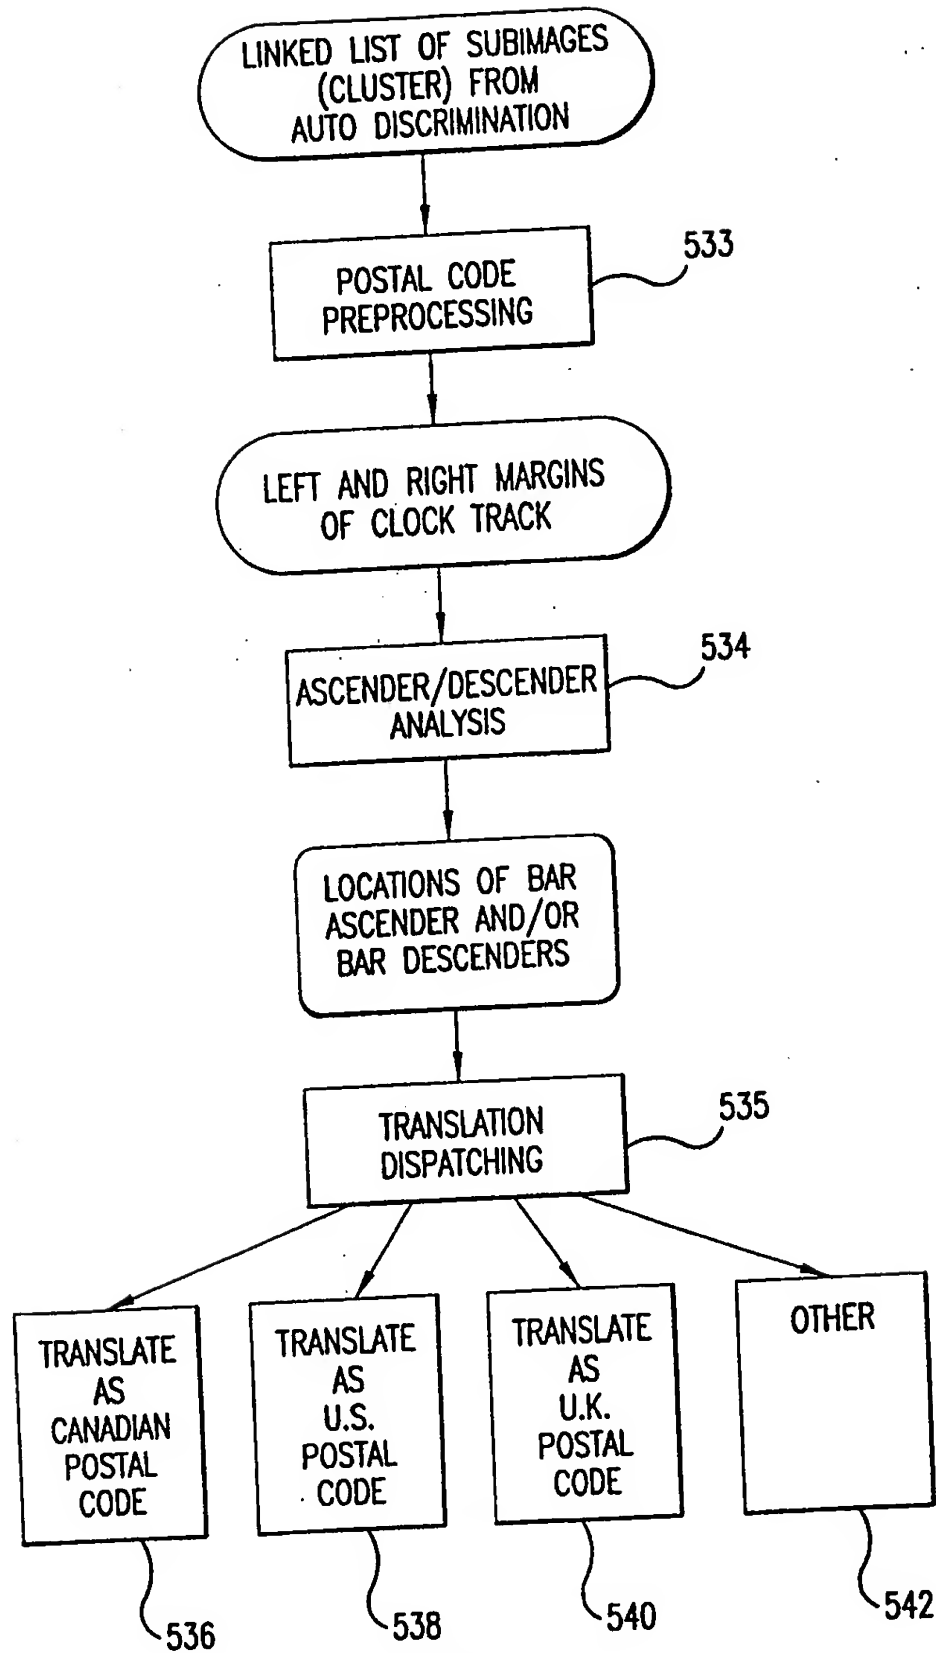 LINKED LIST OF SUBIMAGES
(CLUSTER) FROM
AUTO DISCRIMINATION
533
POSTAL CODE
PREPROCESSING
LEFT AND RIGHT MARGINS
OF CLOCK TRACK
534
ASCENDER/DESCENDER
ANALYSIS
LOCATIONS OF BAR
ASCENDER AND/OR
BAR DESCENDERS
535
TRANSLATION
DISPATCHING
TRANSLATE
AS
CANADIAN
POSTAL
CODE
TRANSLATE
AS
U.S.
POSTAL
CODE
TRANSLATE
AS
U.K.
POSTAL
CODE
OTHER
536
538
540
542